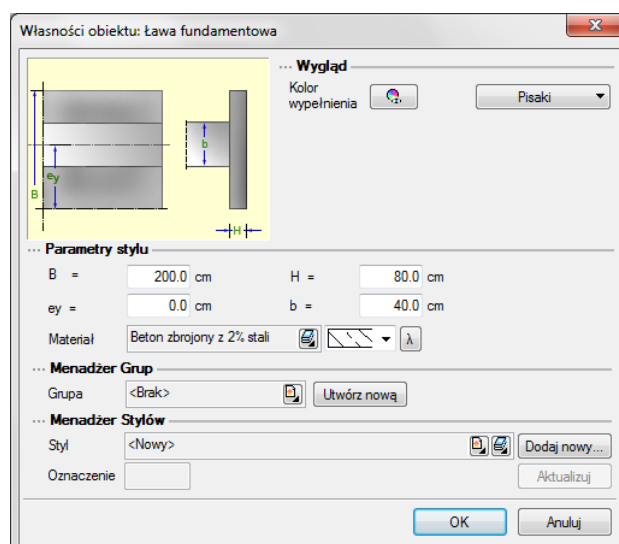 Własności obiektu: Ława fundamentowa
Wygląd
Kolor wypełnienia
Pisaki
B
ey
b
H
Parametry stylu
B = 200.0 cm H = 80.0 cm
ey = 0.0 cm b = 40.0 cm
Materiał Beton zbrojony z 2% stali λ
Menadżer Grup
Grupa <Brak> Utwórz nową
Menadżer Stylów
Styl <Nowy> Dodaj nowy...
Oznaczenie Aktualizuj
OK Anuluj